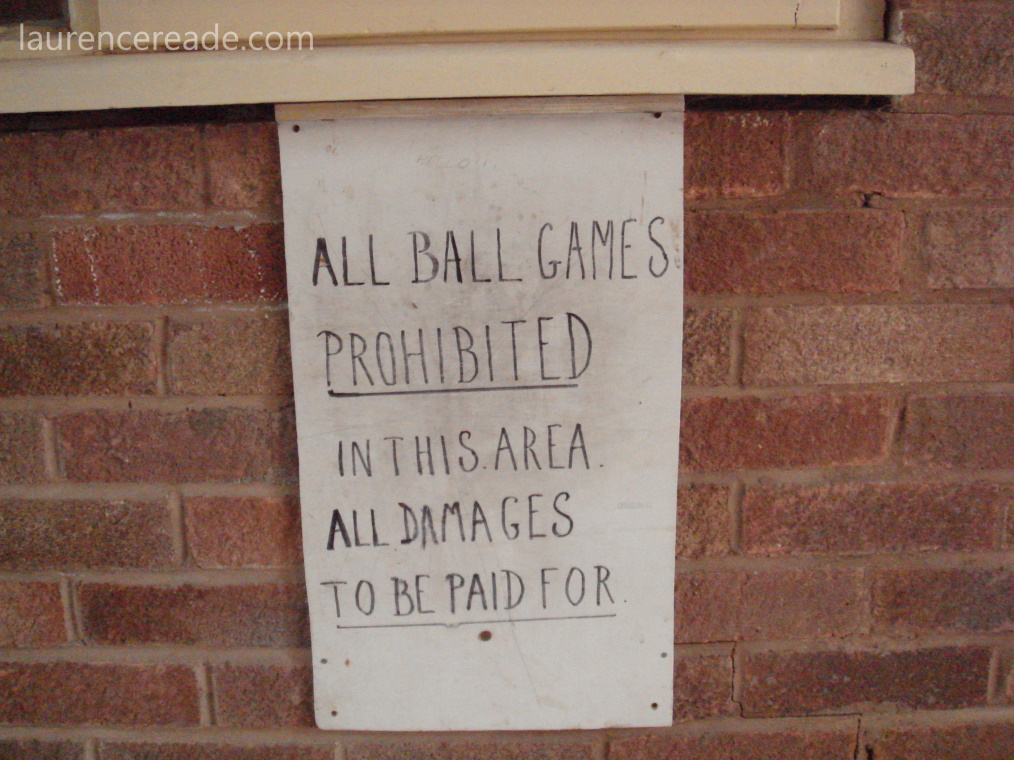 laurencereade.com
ALL BALL GAMES
PROHIBITED
IN THIS AREA.
ALL DAMAGES
TO BE PAID FOR.